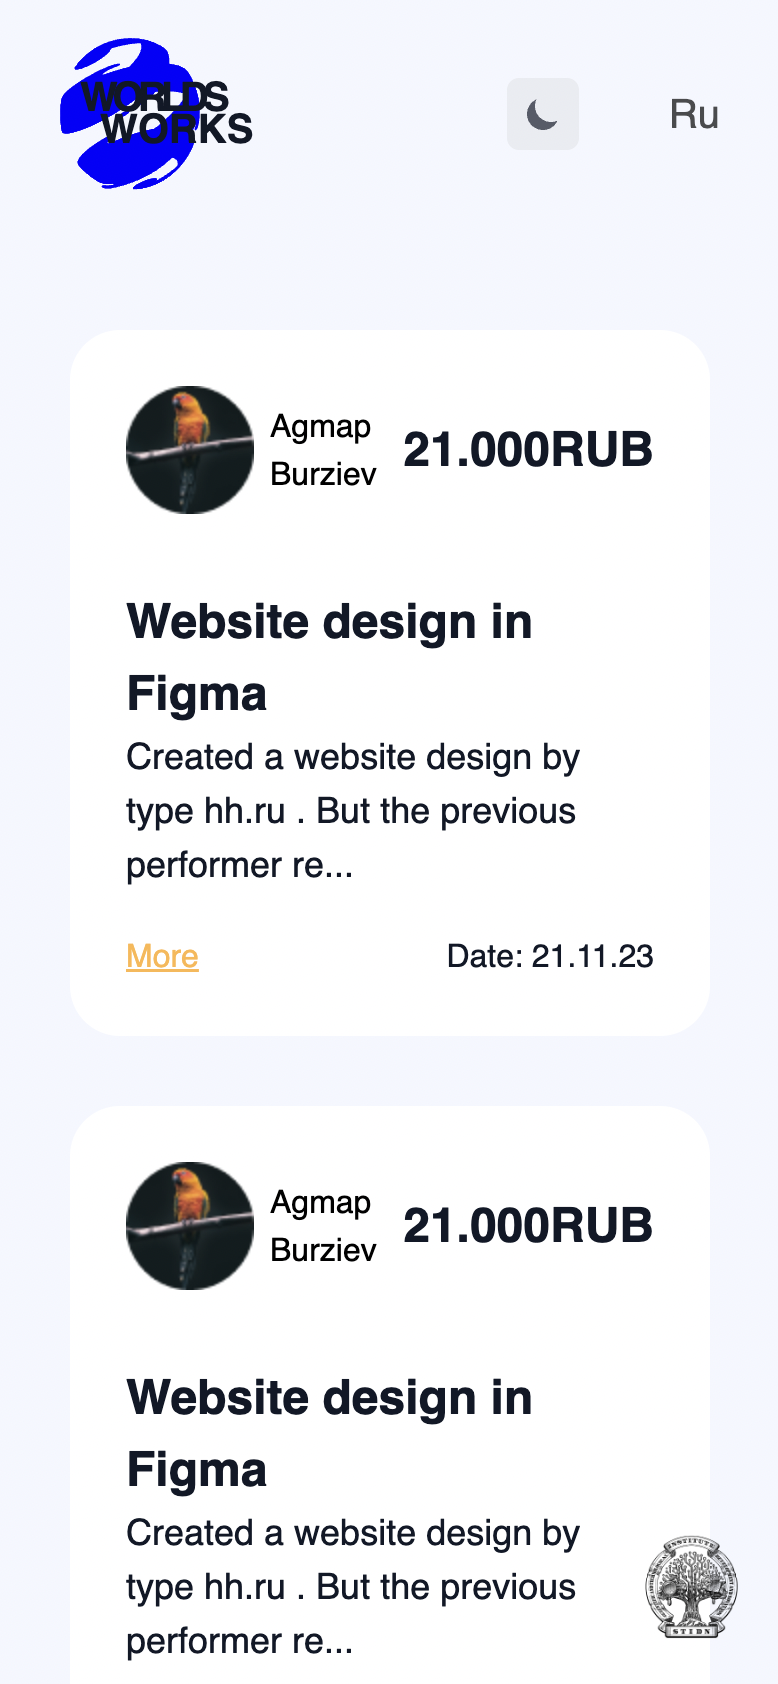 WORLDS
WORKS
Ru
Agmap
Burziev
21.000RUB
Website design in
Figma
Created a website design by
type hh.ru . But the previous
performer re...
More
Date: 21.11.23
Agmap
Burziev
21.000RUB
Website design in
Figma
Created a website design by
type hh.ru . But the previous
performer re...
INSTITUTE
STIDN